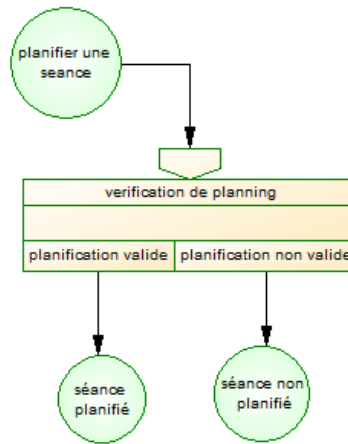 planifier une
seance
verification de planning
planification valide
planification non valide
séance
planifié
séance non
planifié